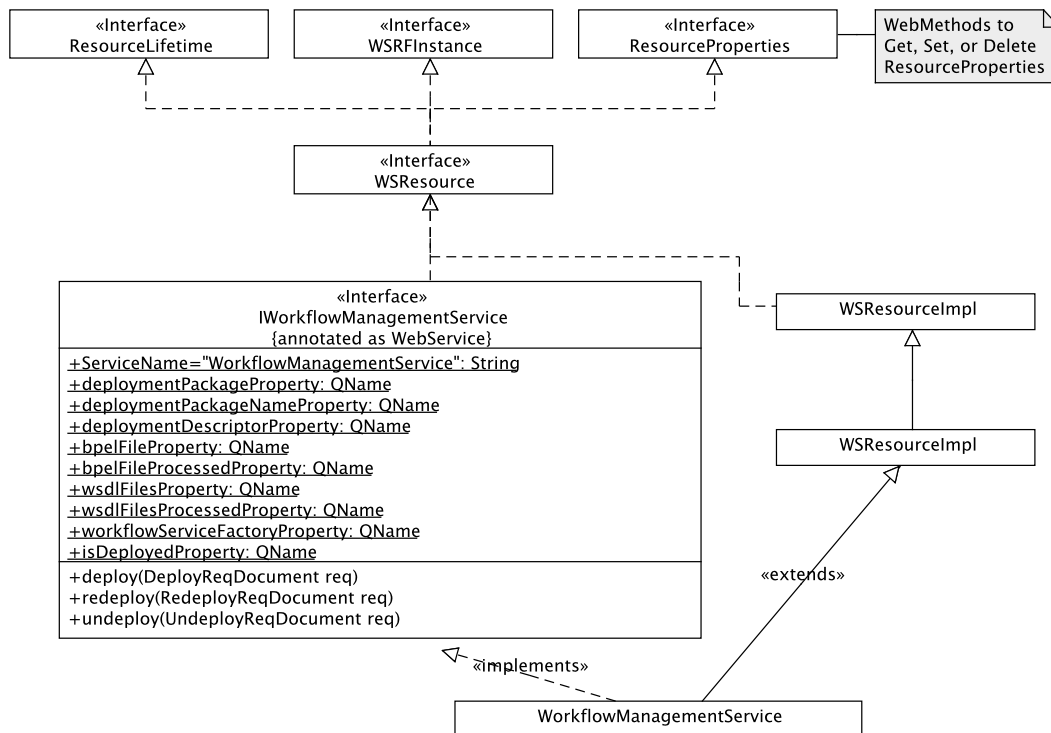 «Interface»
ResourceLifetime
«Interface»
WSRFInstance
«Interface»
ResourceProperties
WebMethods to
Get, Set, or Delete
ResourceProperties
«Interface»
WSResource
«Interface»
IWorkflowManagementService
{annotated as WebService}
+ServiceName="WorkflowManagementService": String
+deploymentPackageProperty: QName
+deploymentPackageNameProperty: QName
+deploymentDescriptorProperty: QName
+bpelFileProperty: QName
+bpelFileProcessedProperty: QName
+wsdlFilesProperty: QName
+wsdlFilesProcessedProperty: QName
+workflowServiceFactoryProperty: QName
+isDeployedProperty: QName
+deploy(DeployReqDocument req)
+redeploy(RedeployReqDocument req)
+undeploy(UndeployReqDocument req)
WSResourceImpl
WSResourceImpl
«extends»
«implements»
WorkflowManagementService